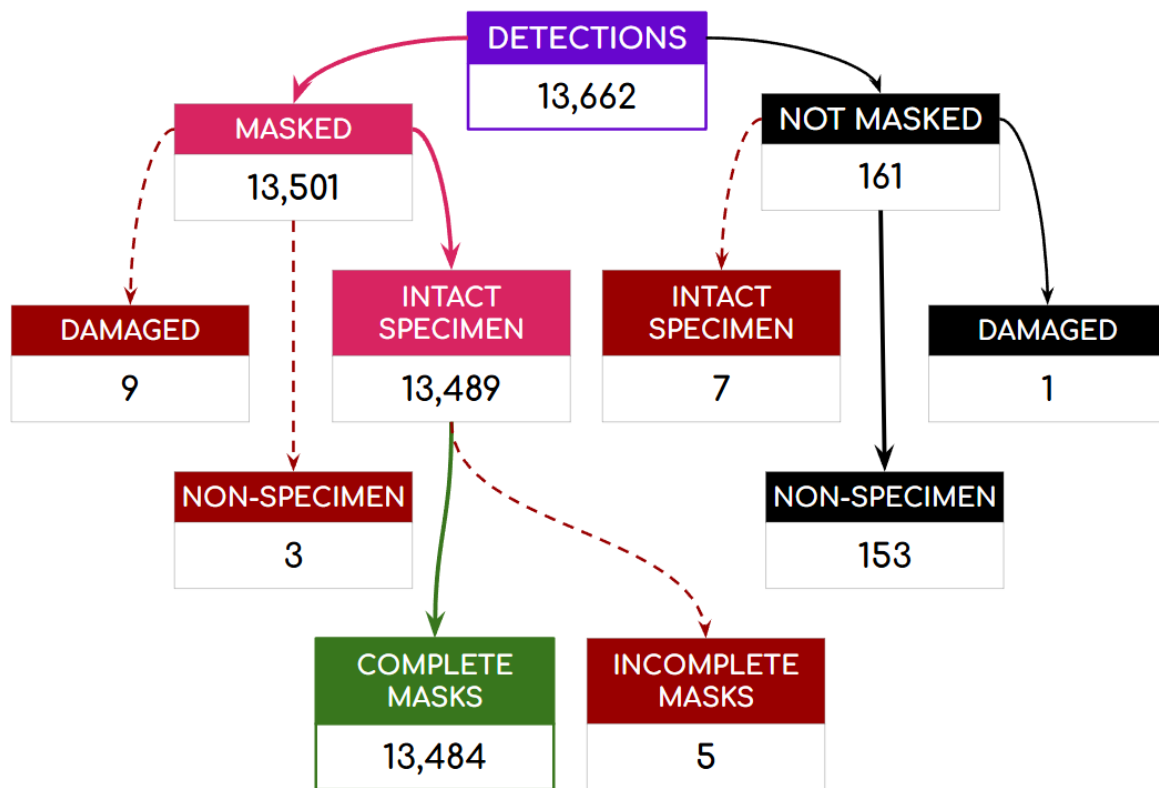 DETECTIONS
13,662
MASKED
13,501
NOT MASKED
161
INTACT
SPECIMEN
13,489
INTACT
SPECIMEN
7
DAMAGED
9
DAMAGED
1
NON-SPECIMEN
3
NON-SPECIMEN
153
COMPLETE
MASKS
13,484
INCOMPLETE
MASKS
5